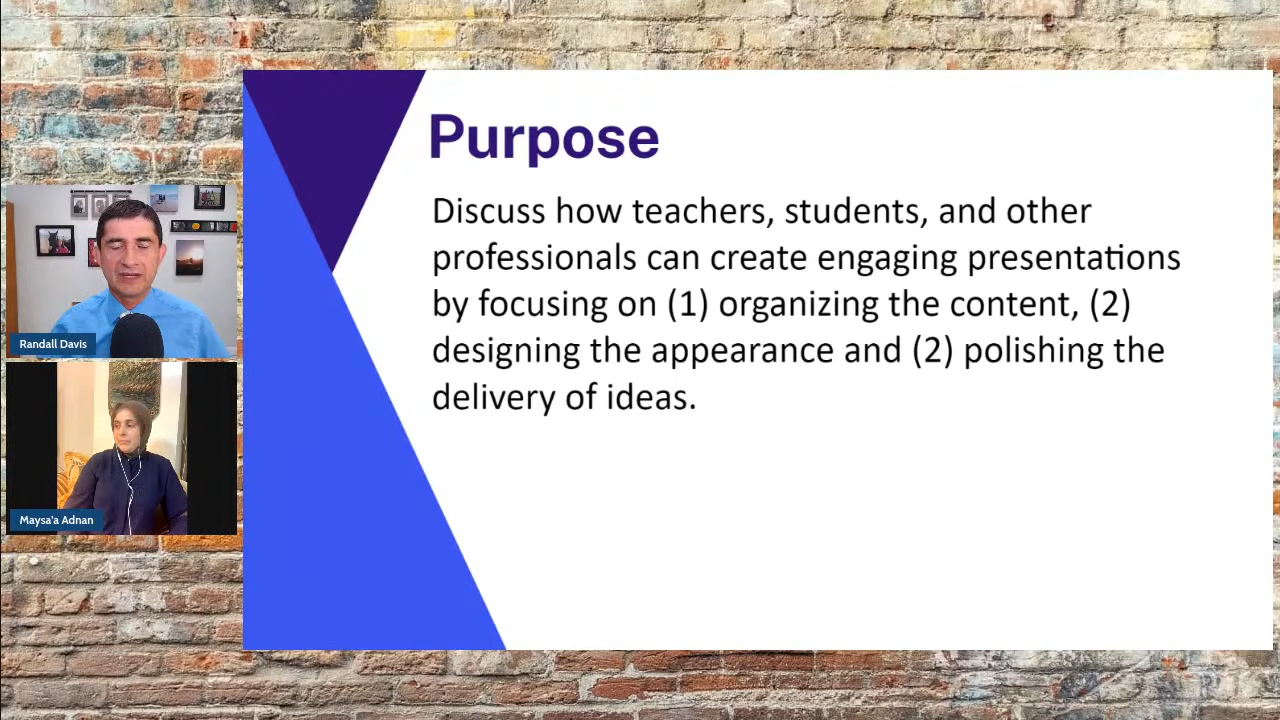 Purpose
Discuss how teachers, students, and other
professionals can create engaging presentations
by focusing on (1) organizing the content, (2)
designing the appearance and (2) polishing the
delivery of ideas.
Randall Davis
Maysa'a Adnan